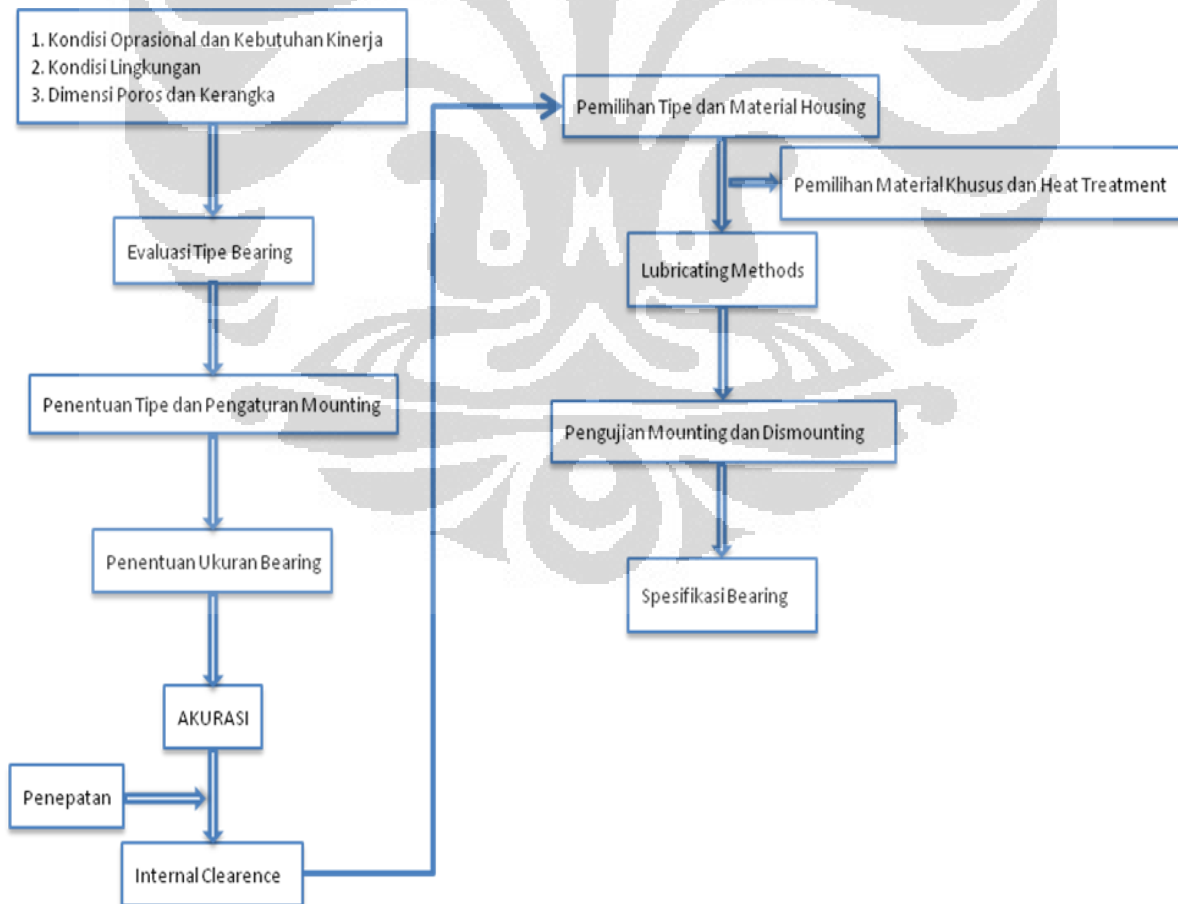 1. Kondisi Oprasional dan Kebutuhan Kinerja
2. Kondisi Lingkungan
3. Dimensi Poros dan Kerangka
Evaluasi Tipe Bearing
Penentuan Tipe dan Pengaturan Mounting
Penentuan Ukuran Bearing
AKURASI
Penepatan
Internal Clearence
Pemilihan Tipe dan Material Housing
Pemilihan Material Khusus dan Heat Treatment
Lubricating Methods
Pengujian Mounting dan Dismounting
Spesifikasi Bearing